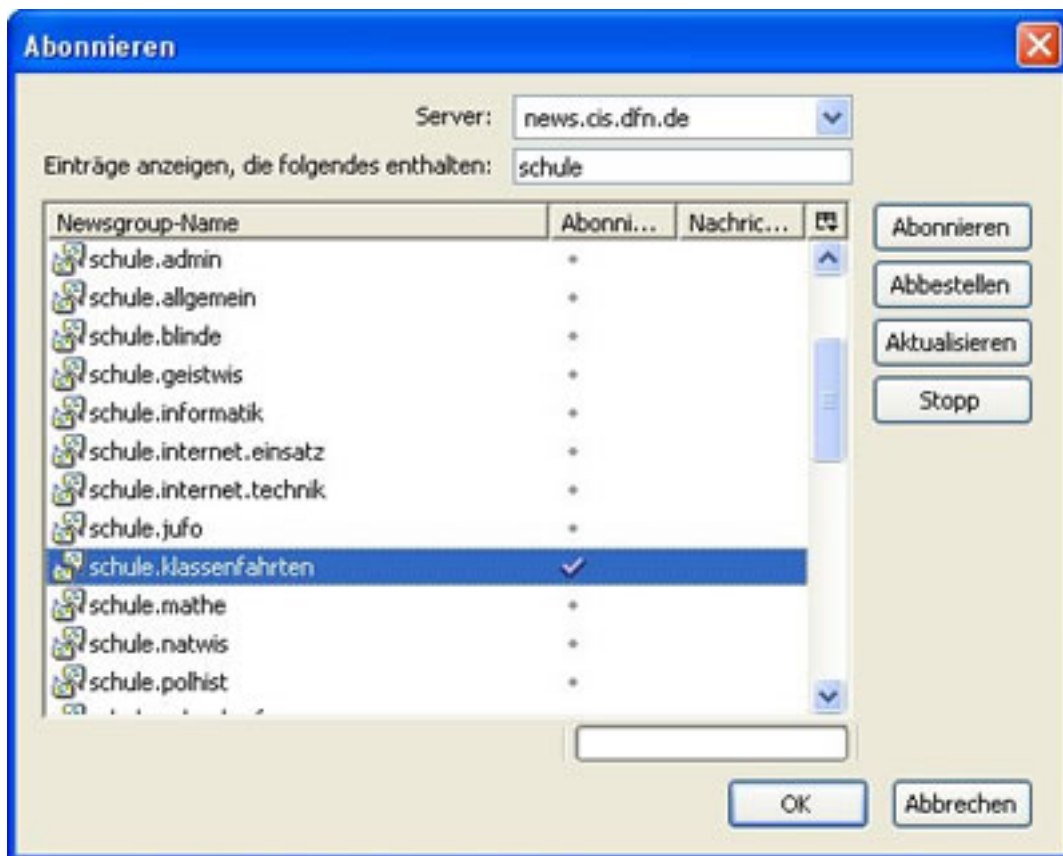 Abonnieren
Server: news.cis.dfn.de
Einträge anzeigen, die folgendes enthalten: schule
Newsgroup-Name Abonni... Nachric...
schule.admin
schule.allgemein
schule.blinde
schule.geistwis
schule.informatik
schule.internet.einsatz
schule.internet.technik
schule.jufo
schule.klassenfahrten
schule.mathe
schule.natwis
schule.polhist
Abonnieren
Abbestellen
Aktualisieren
Stopp
OK Abbrechen